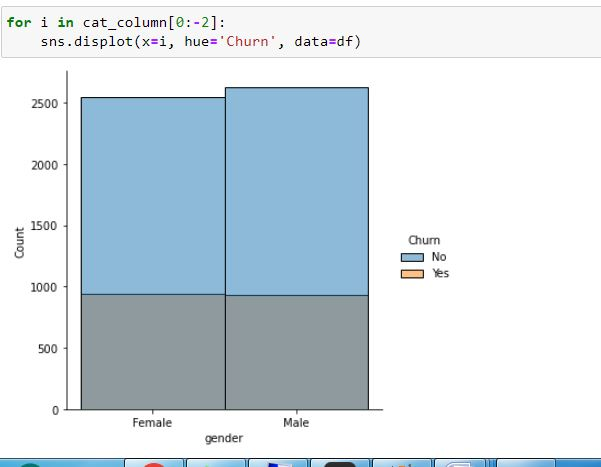 for i in cat_column[0:-2]:
    sns.displot(x=i, hue='Churn', data=df)
2500
2000
1500
1000
500
0
Count
Female Male
gender
Churn
No
Yes